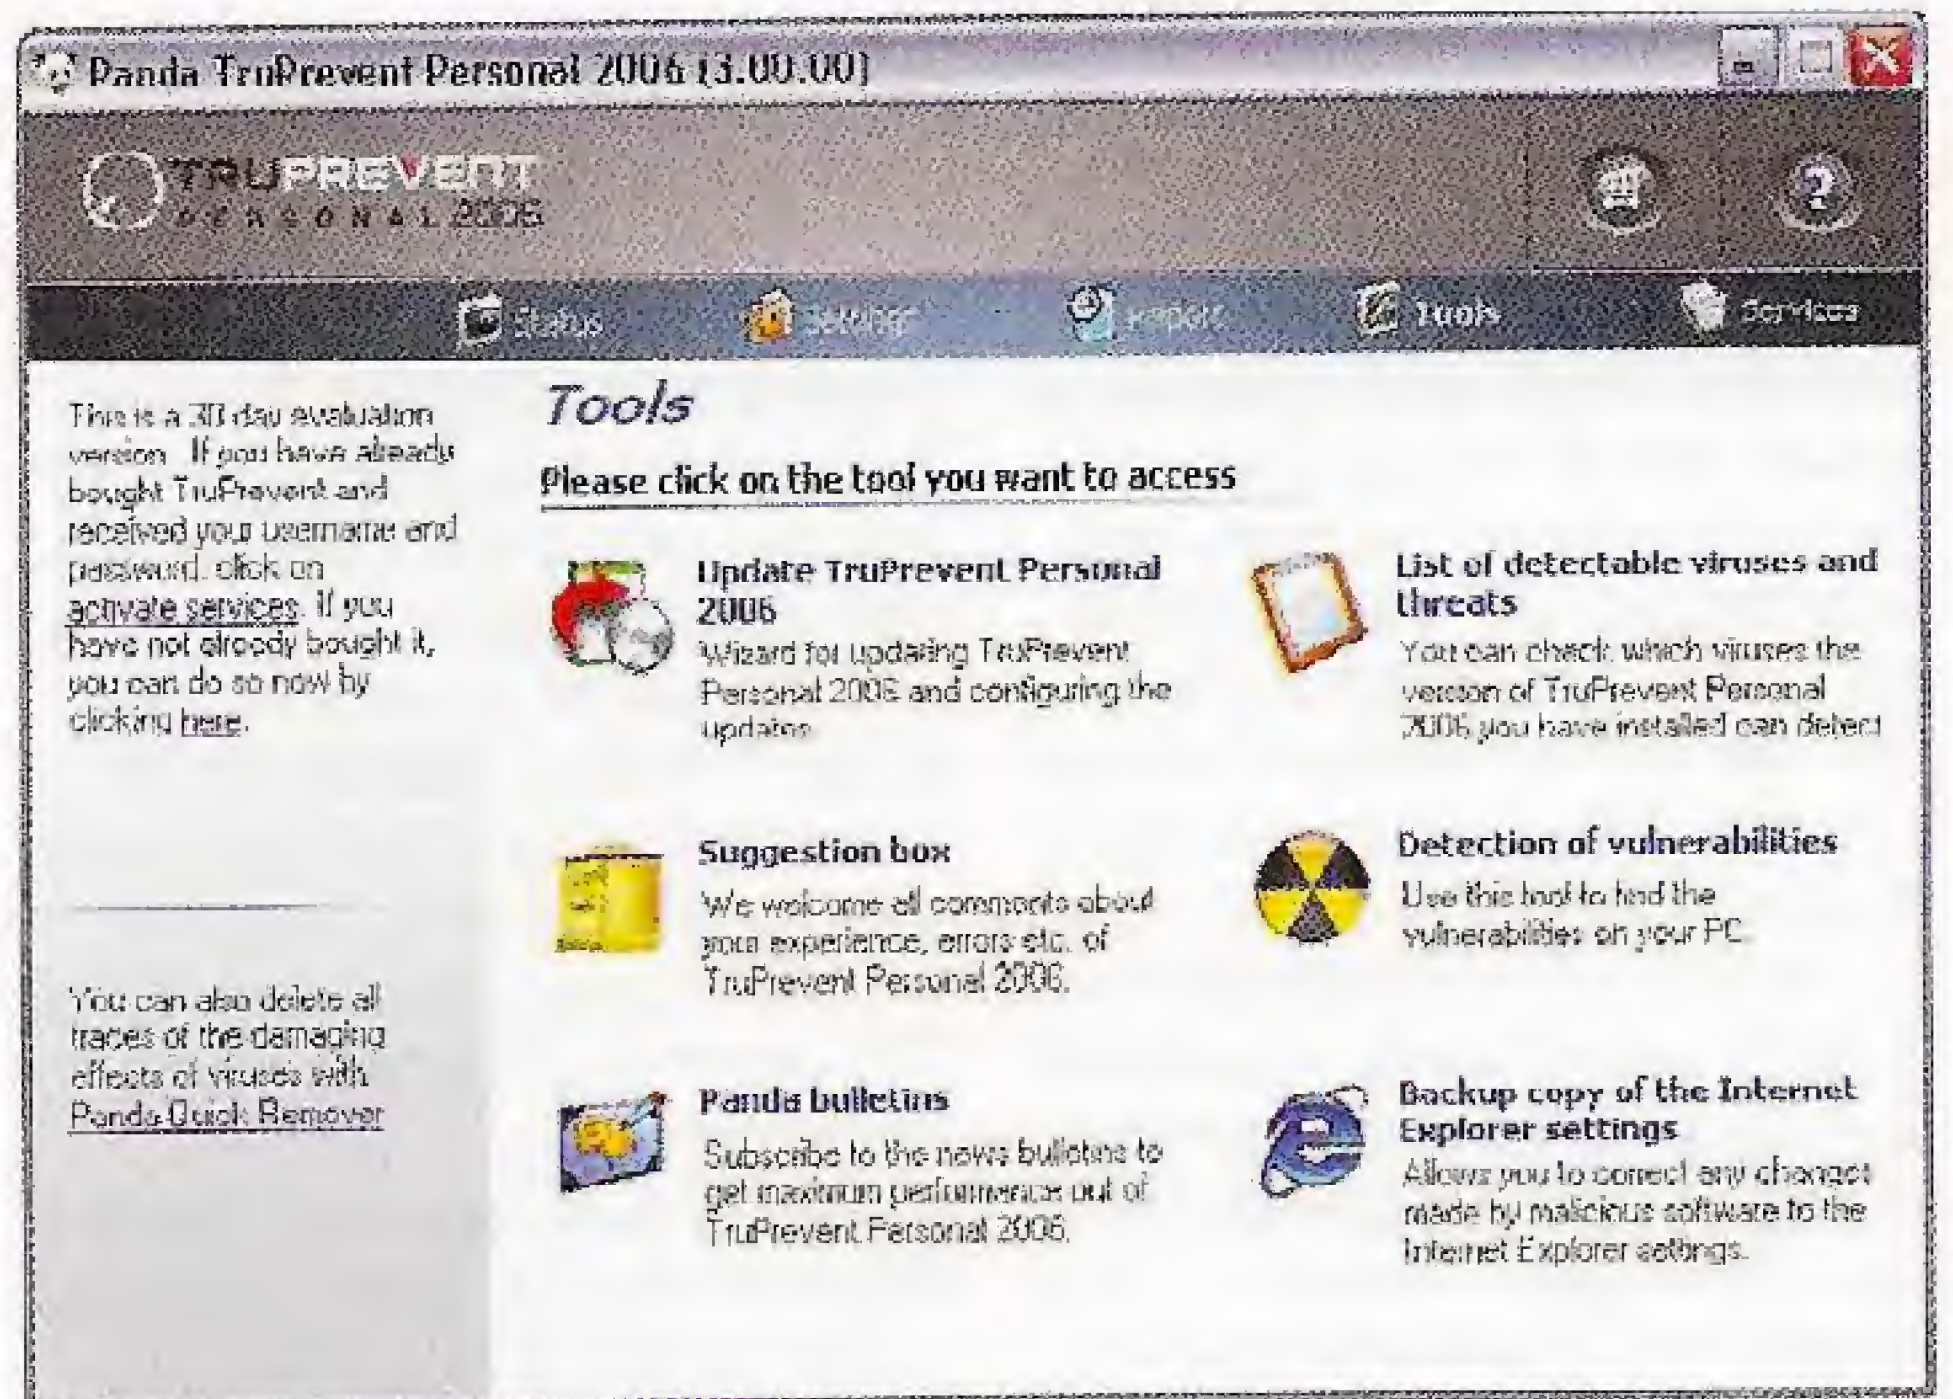 Panda TruPrevent Personal 2006 [3.00.00]
TRUPREVENT
PERSONAL 2006
Status
Settings
Reports
Tools
Services
This is a 30 day evaluation
version. If you have already
bought TruPrevent and
received your username and
password, click on
activate services. If you
have not already bought it,
you can do so now by
clicking here.
You can also delete all
traces of the damaging
effects of viruses with
Panda Quick Remover
Tools
Please click on the tool you want to access
Update TruPrevent Personal
2006
Wizard for updating TruPrevent
Personal 2006 and configuring the
updates.
List of detectable viruses and
threats
You can check which viruses the
version of TruPrevent Personal
2006 you have installed can detect
Suggestion box
We welcome all comments about
your experience, errors etc. of
TruPrevent Personal 2006.
Detection of vulnerabilities
Use this tool to find the
vulnerabilities on your PC.
Panda bulletins
Subscribe to the news bulletins to
get maximum performance out of
TruPrevent Personal 2006.
Backup copy of the Internet
Explorer settings
Allows you to correct any changes
made by malicious software to the
Internet Explorer settings.